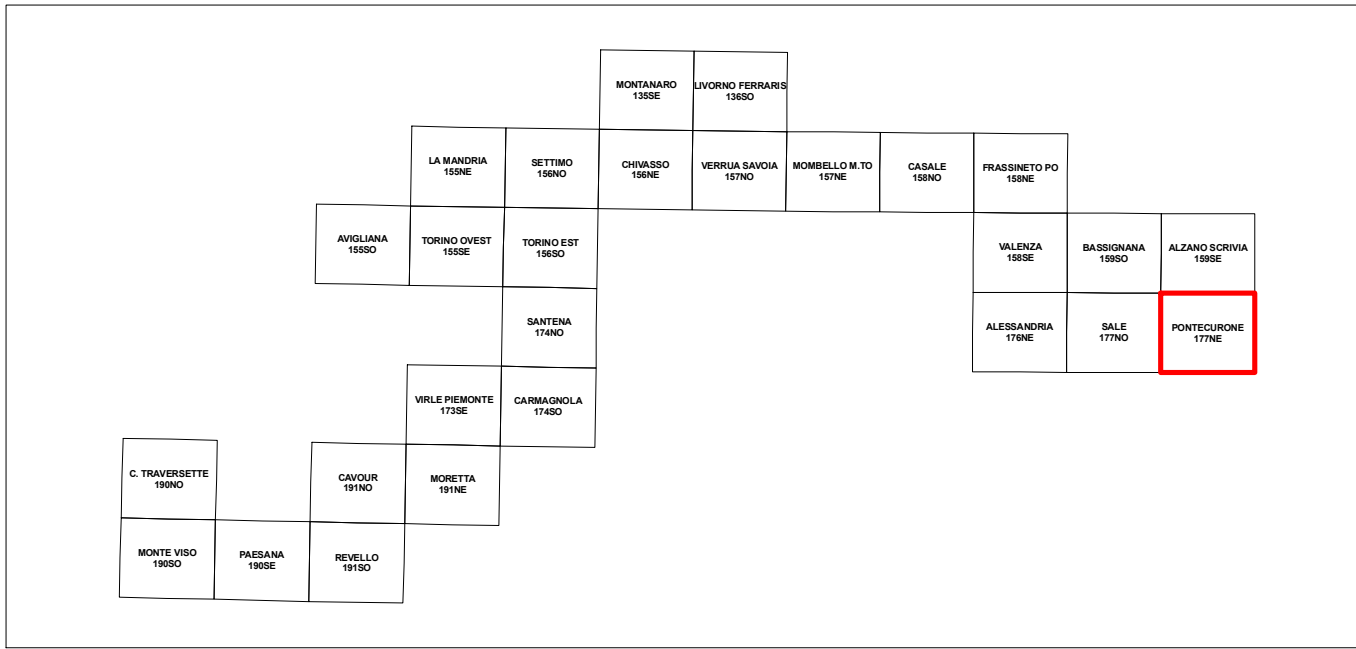 MONTANARO
135SE
LIVORNO FERRARIS
136SO
LA MANDRIA
155NE
SETTIMO
156NO
CHIVASSO
156NE
VERRUA SAVOIA
157NO
MOMBELLO M.TO
157NE
CASALE
158NO
FRASSINETO PO
158NE
AVIGLIANA
155SO
TORINO OVEST
155SE
TORINO EST
156SO
VALENZA
158SE
BASSIGNANA
159SO
ALZANO SCRIVIA
159SE
SANTENA
174NO
ALESSANDRIA
176NE
SALE
177NO
PONTECURONE
177NE
VIRLE PIEMONTE
173SE
CARMAGNOLA
174SO
C. TRAVERSETTE
190NO
CAVOUR
191NO
MORETTA
191NE
MONTE VISO
190SO
PAESANA
190SE
REVELLO
191SO